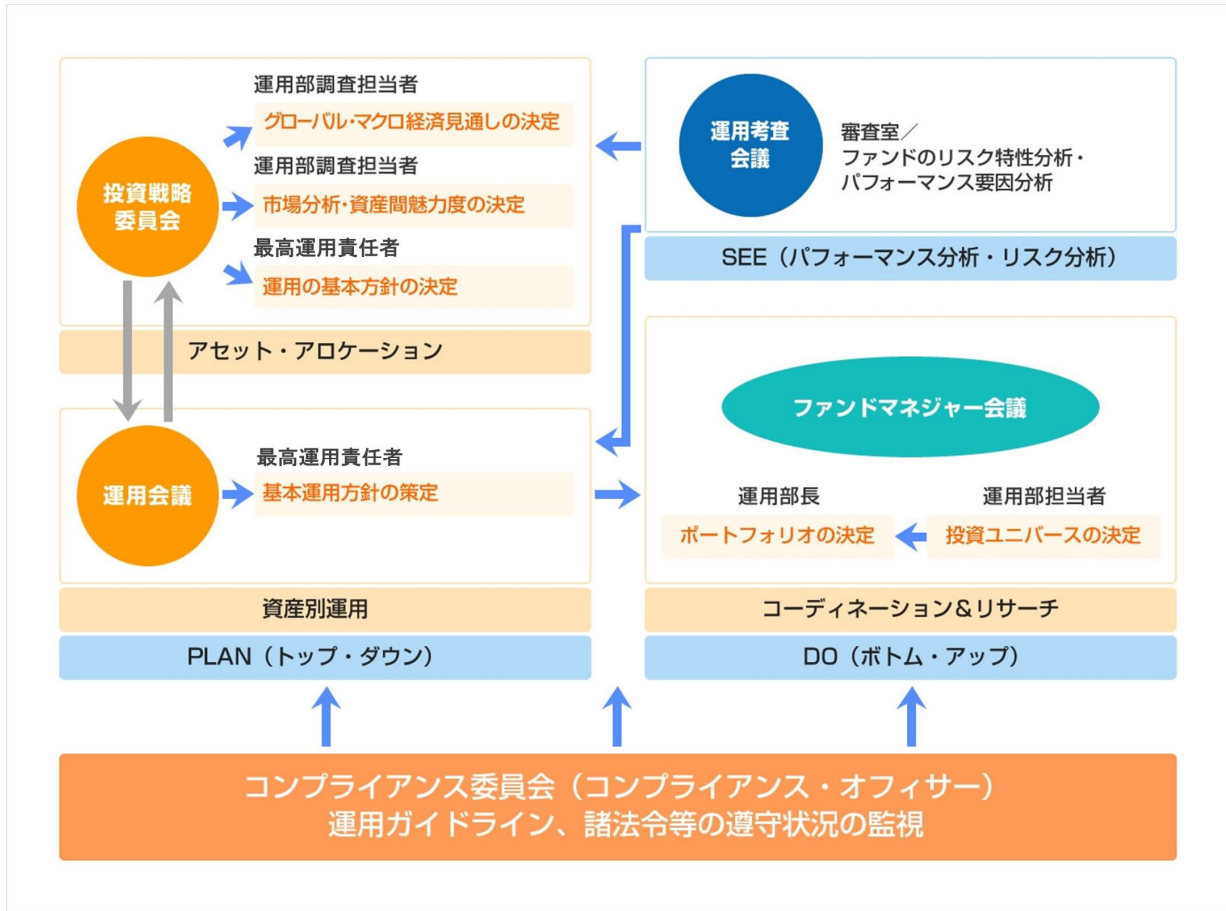 運用部調査担当者
グローバル・マクロ経済見通しの決定
運用部調査担当者
市場分析・資産間魅力度の決定
最高運用責任者
運用の基本方針の決定
投資戦略
委員会
アセット・アロケーション
運用会議
最高運用責任者
基本運用方針の策定
資産別運用
PLAN（トップ・ダウン）
運用考査
会議
審査室／
ファンドのリスク特性分析・
パフォーマンス要因分析
SEE（パフォーマンス分析・リスク分析）
ファンドマネジャー会議
運用部長
ポートフォリオの決定
運用部担当者
投資ユニバースの決定
コーディネーション＆リサーチ
DO（ボトム・アップ）
コンプライアンス委員会（コンプライアンス・オフィサー）
運用ガイドライン、諸法令等の遵守状況の監視